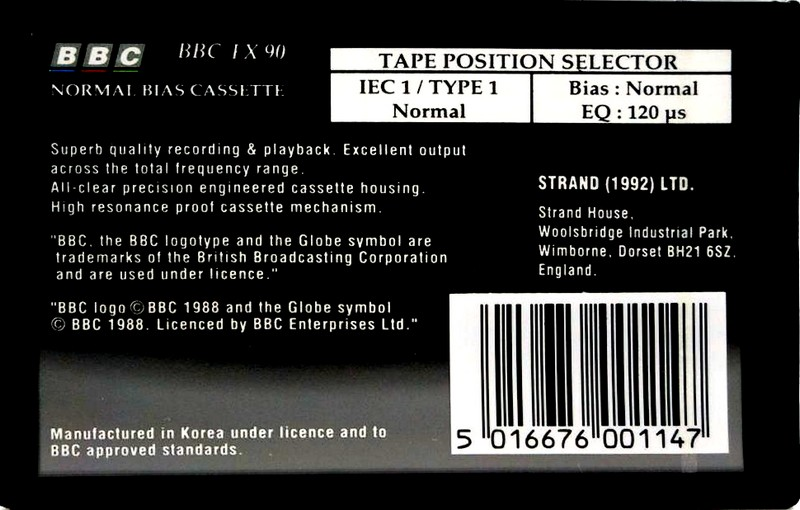 BBC BBC FX 90
NORMAL BIAS CASSETTE
TAPE POSITION SELECTOR
IEC 1 / TYPE 1
Normal
Bias : Normal
EQ : 120 µs
Superb quality recording & playback. Excellent output
across the total frequency range.
All-clear precision engineered cassette housing.
High resonance proof cassette mechanism.
"BBC, the BBC logotype and the Globe symbol are
trademarks of the British Broadcasting Corporation
and are used under licence."
"BBC logo © BBC 1988 and the Globe symbol
© BBC 1988. Licenced by BBC Enterprises Ltd."
STRAND (1992) LTD.
Strand House,
Woolsbridge Industrial Park,
Wimborne, Dorset BH21 6SZ.
England.
Manufactured in Korea under licence and to
BBC approved standards.
5 016676 001147